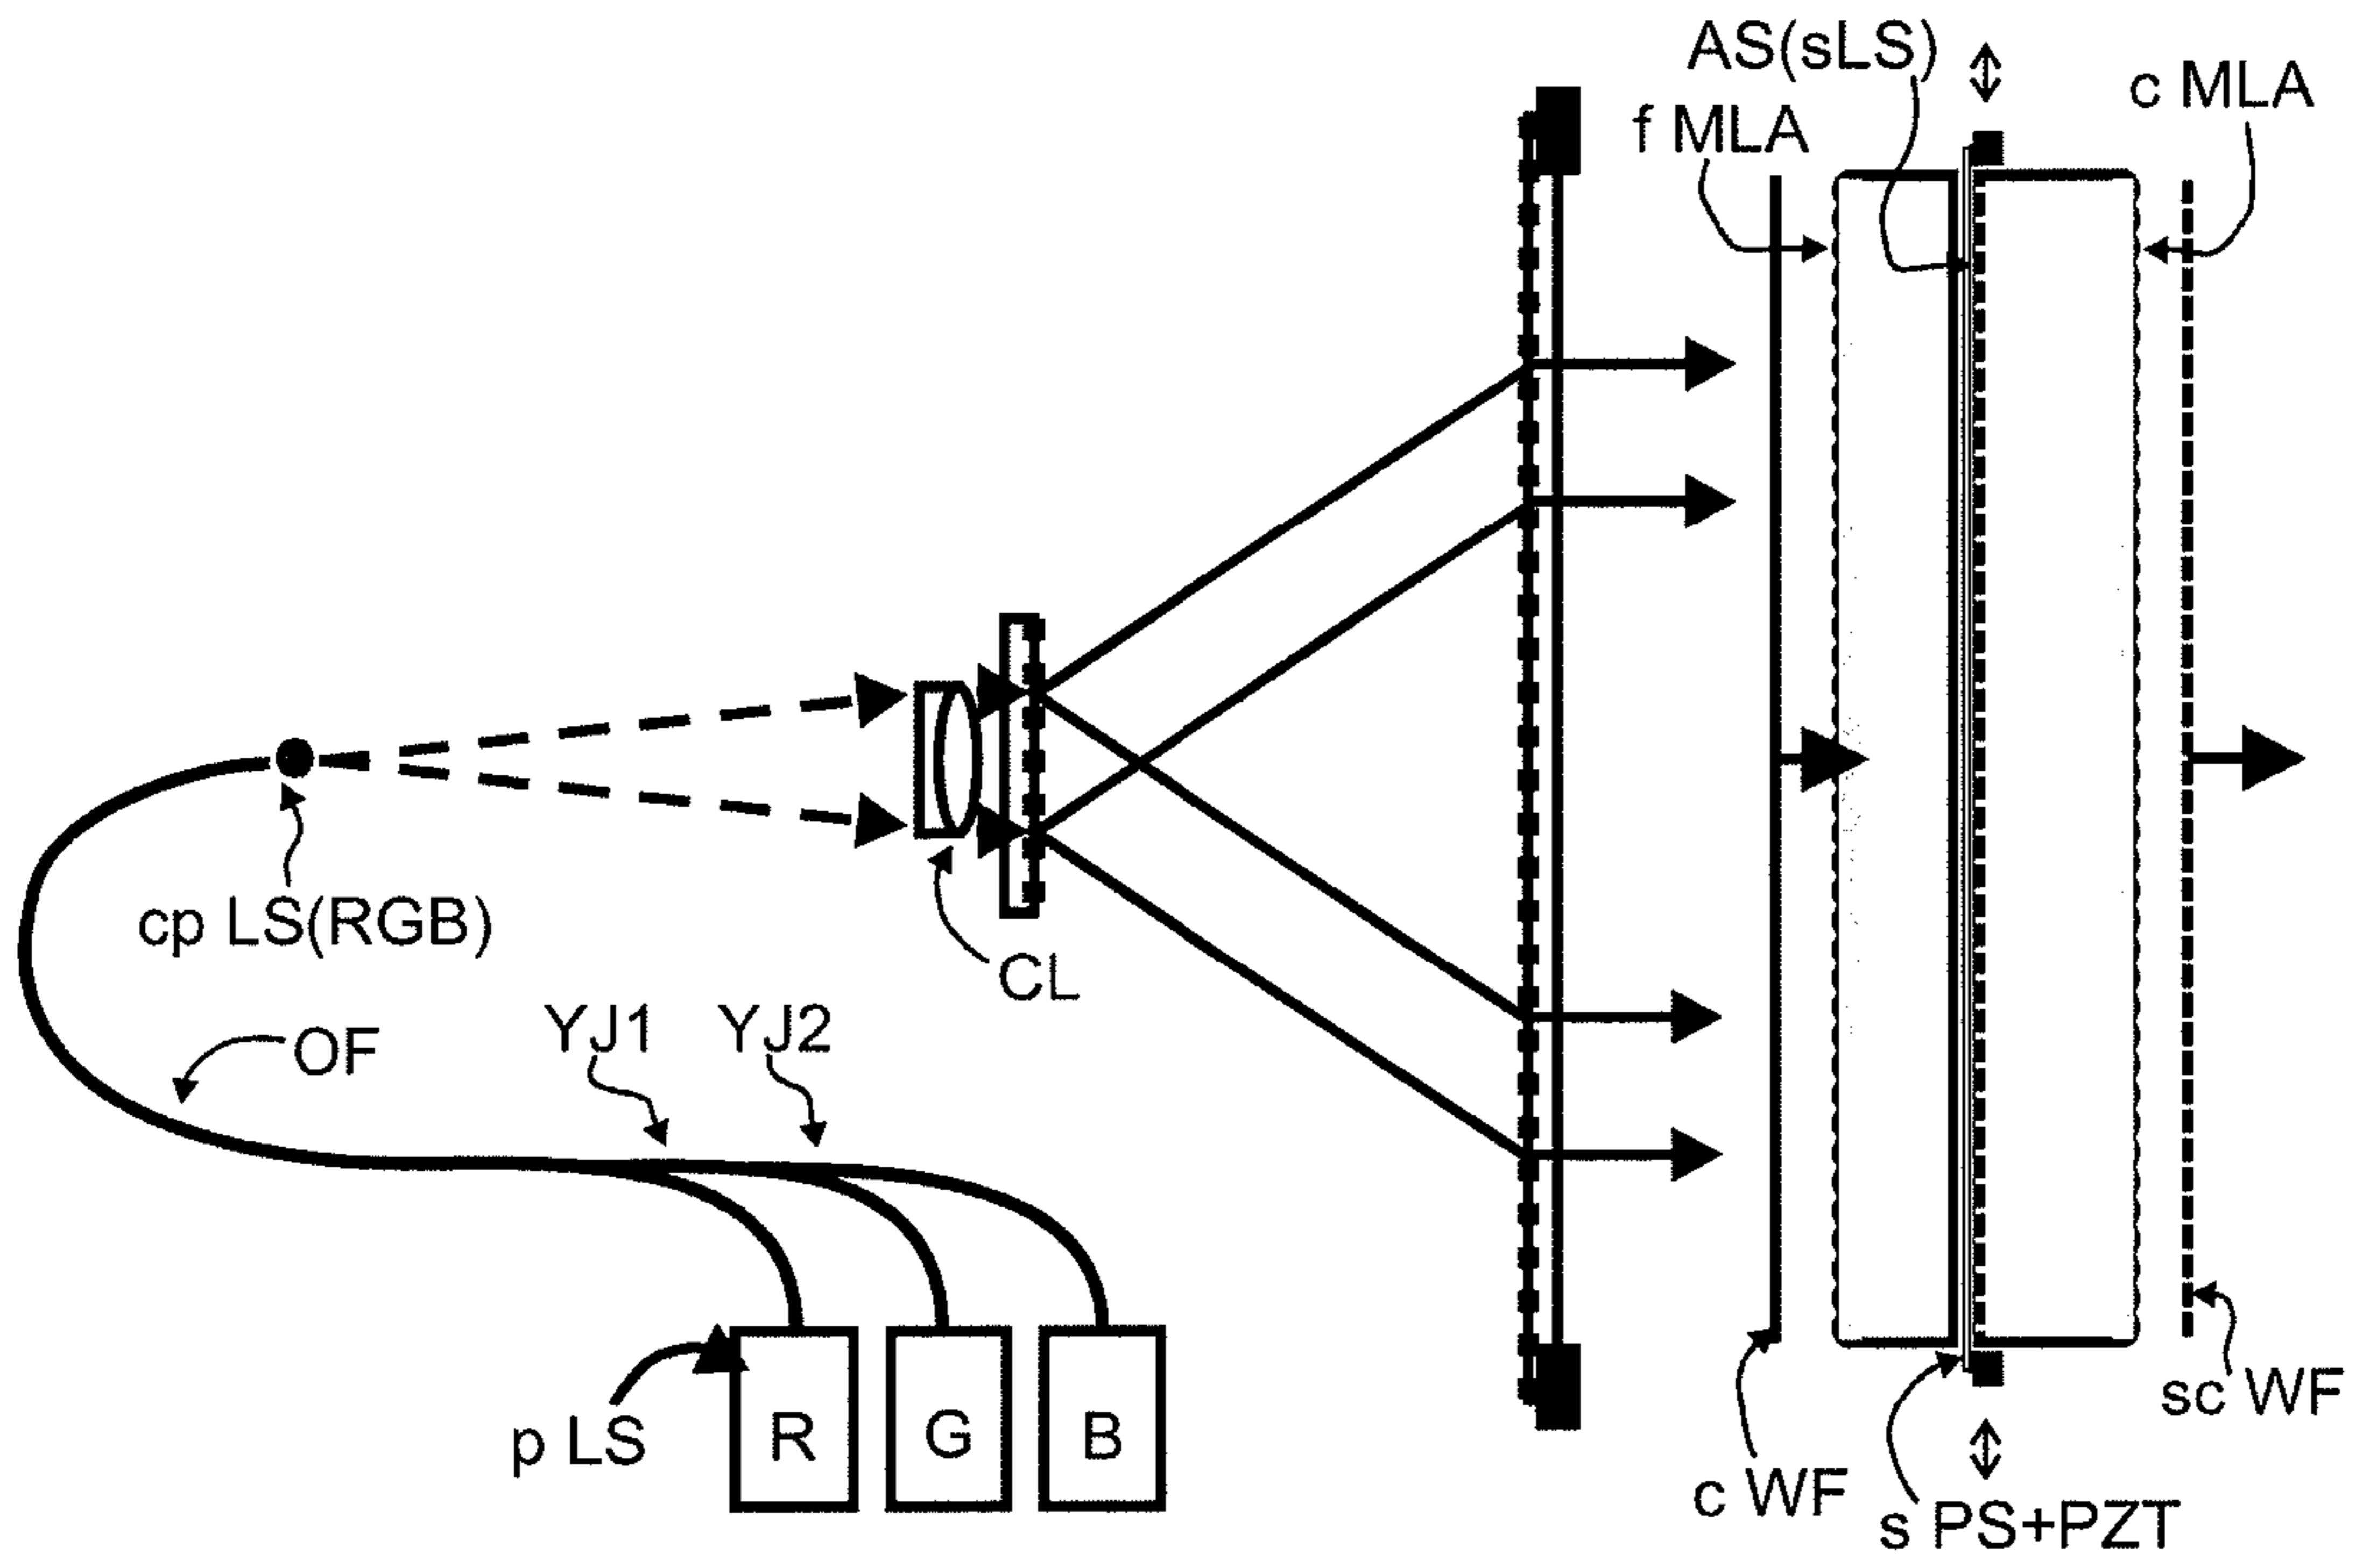 AS(sLS)
f MLA
c MLA
cp LS(RGB)
CL
OF
YJ1
YJ2
p LS
R
G
B
c WF
s PS+PZT
sc WF